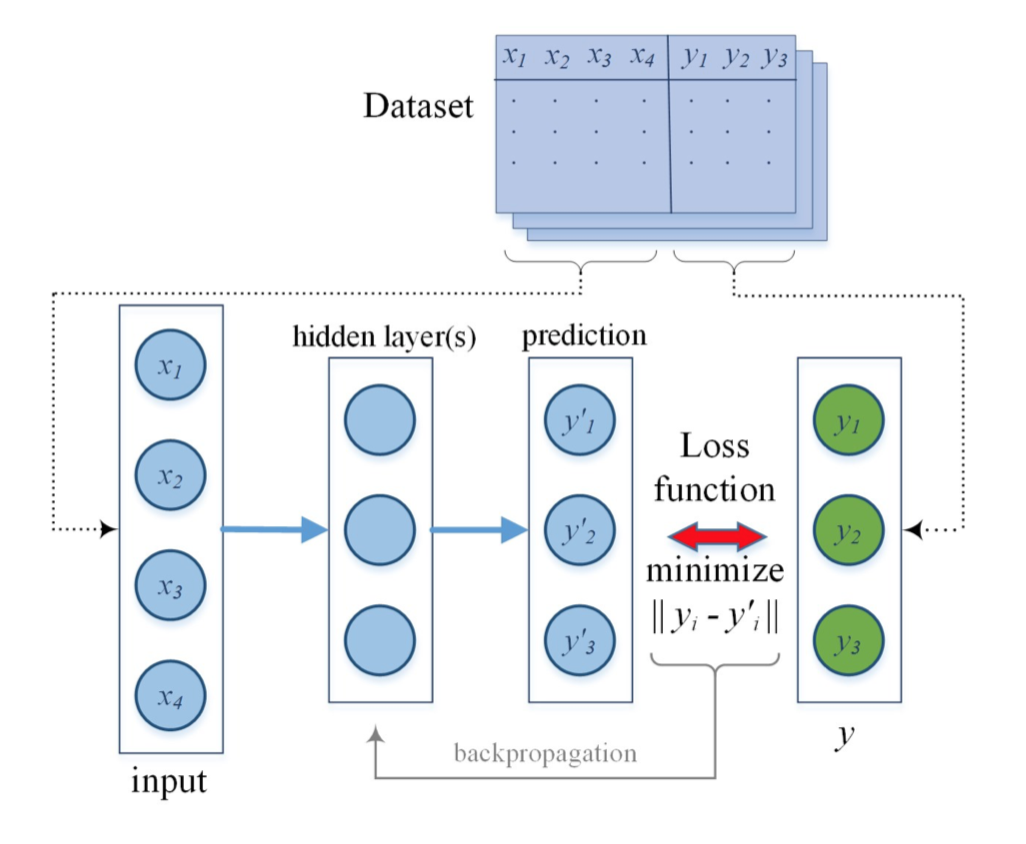 x₁ x₂ x₃ x₄ y₁ y₂ y₃
Dataset
hidden layer(s)
prediction
x₁
x₂
x₃
x₄
input
y'₁
y'₂
y'₃
Loss
function
minimize
|| yᵢ - y'ᵢ ||
y₁
y₂
y₃
y
backpropagation